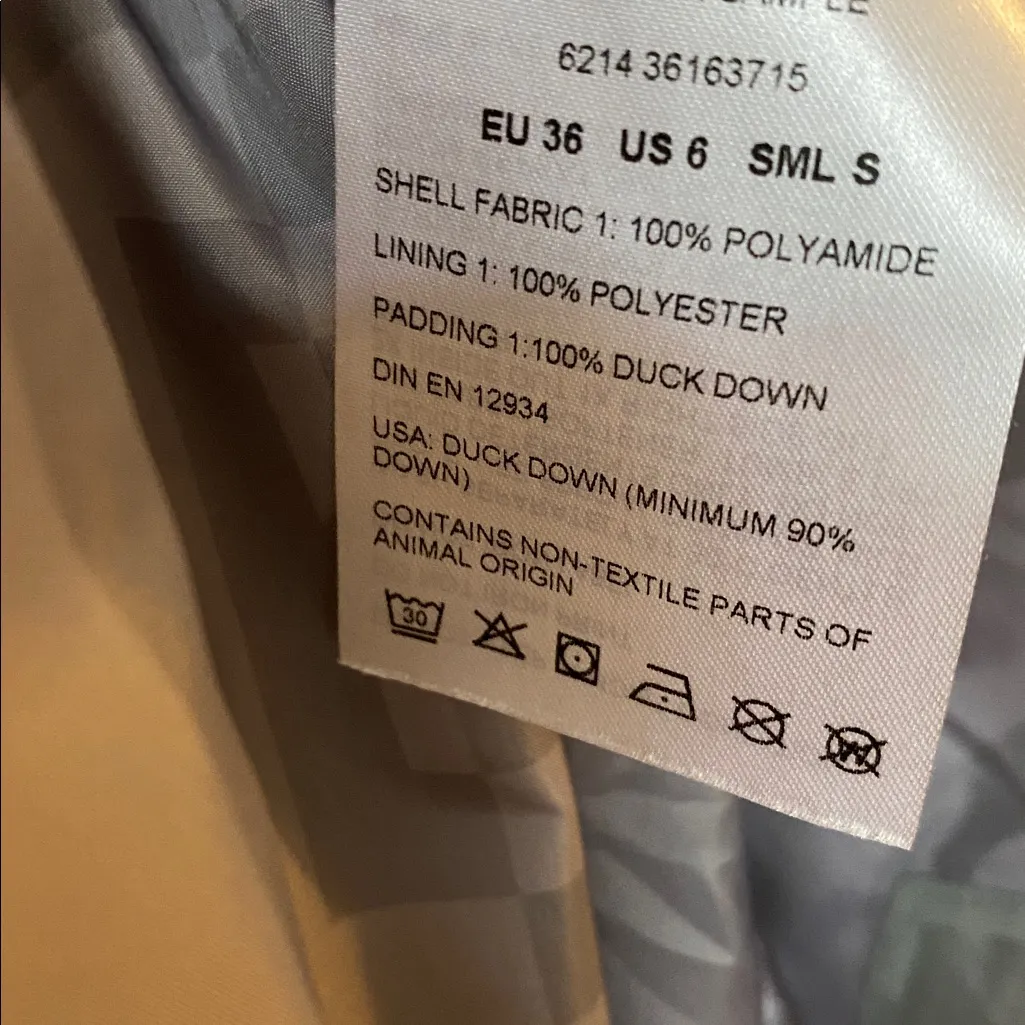 6214 36163715
EU 36 US 6 SML S
SHELL FABRIC 1: 100% POLYAMIDE
LINING 1: 100% POLYESTER
PADDING 1:100% DUCK DOWN
DIN EN 12934
USA: DUCK DOWN (MINIMUM 90%
DOWN)
CONTAINS NON-TEXTILE PARTS OF
ANIMAL ORIGIN
30
W